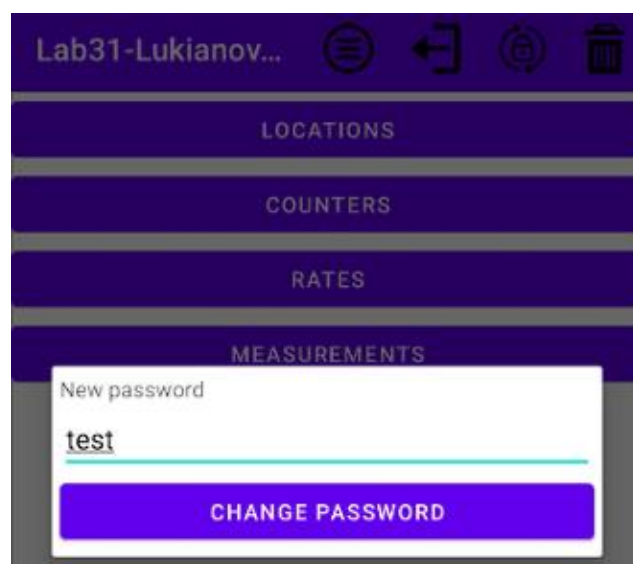 Lab31-Lukianov...
LOCATIONS
COUNTERS
RATES
MEASUREMENTS
New password
test
CHANGE PASSWORD